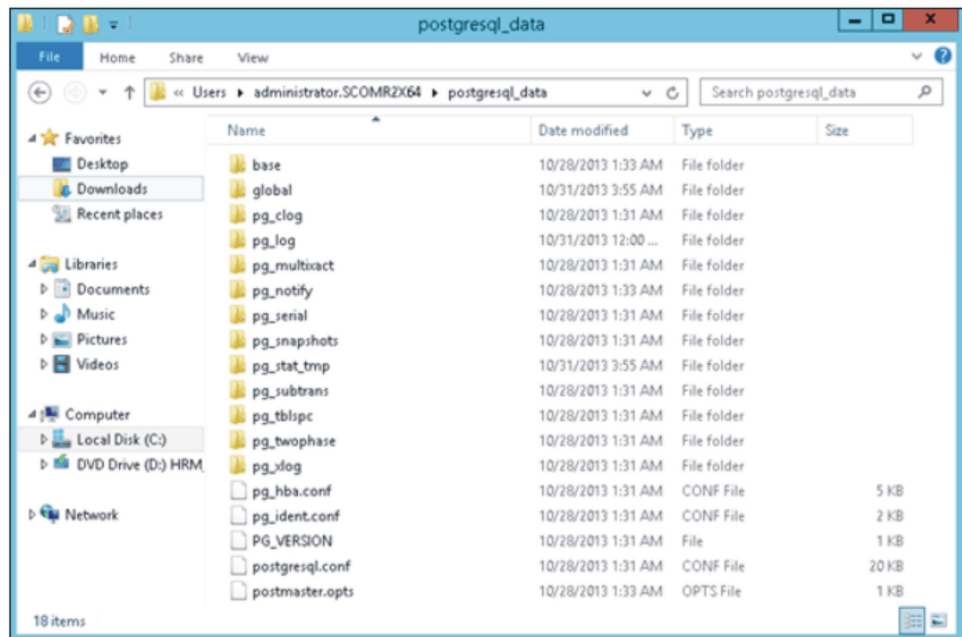 postgresql_data
File Home Share View
« Users administrator.SCOMR2X64 postgresql_data Search postgresql_data
Favorites
Desktop
Downloads
Recent places
Libraries
Documents
Music
Pictures
Videos
Computer
Local Disk (C:)
DVD Drive (D:) HRM_
Network
Name Date modified Type Size
base 10/28/2013 1:33 AM File folder
global 10/31/2013 3:55 AM File folder
pg_clog 10/28/2013 1:31 AM File folder
pg_log 10/31/2013 12:00 ... File folder
pg_multixact 10/28/2013 1:31 AM File folder
pg_notify 10/28/2013 1:33 AM File folder
pg_serial 10/28/2013 1:31 AM File folder
pg_snapshots 10/28/2013 1:31 AM File folder
pg_stat_tmp 10/31/2013 3:55 AM File folder
pg_subtrans 10/28/2013 1:31 AM File folder
pg_tblspc 10/28/2013 1:31 AM File folder
pg_twophase 10/28/2013 1:31 AM File folder
pg_xlog 10/28/2013 1:31 AM File folder
pg_hba.conf 10/28/2013 1:31 AM CONF File 5 KB
pg_ident.conf 10/28/2013 1:31 AM CONF File 2 KB
PG_VERSION 10/28/2013 1:31 AM File 1 KB
postgresql.conf 10/28/2013 1:31 AM CONF File 20 KB
postmaster.opts 10/28/2013 1:33 AM OPTS File 1 KB
18 items